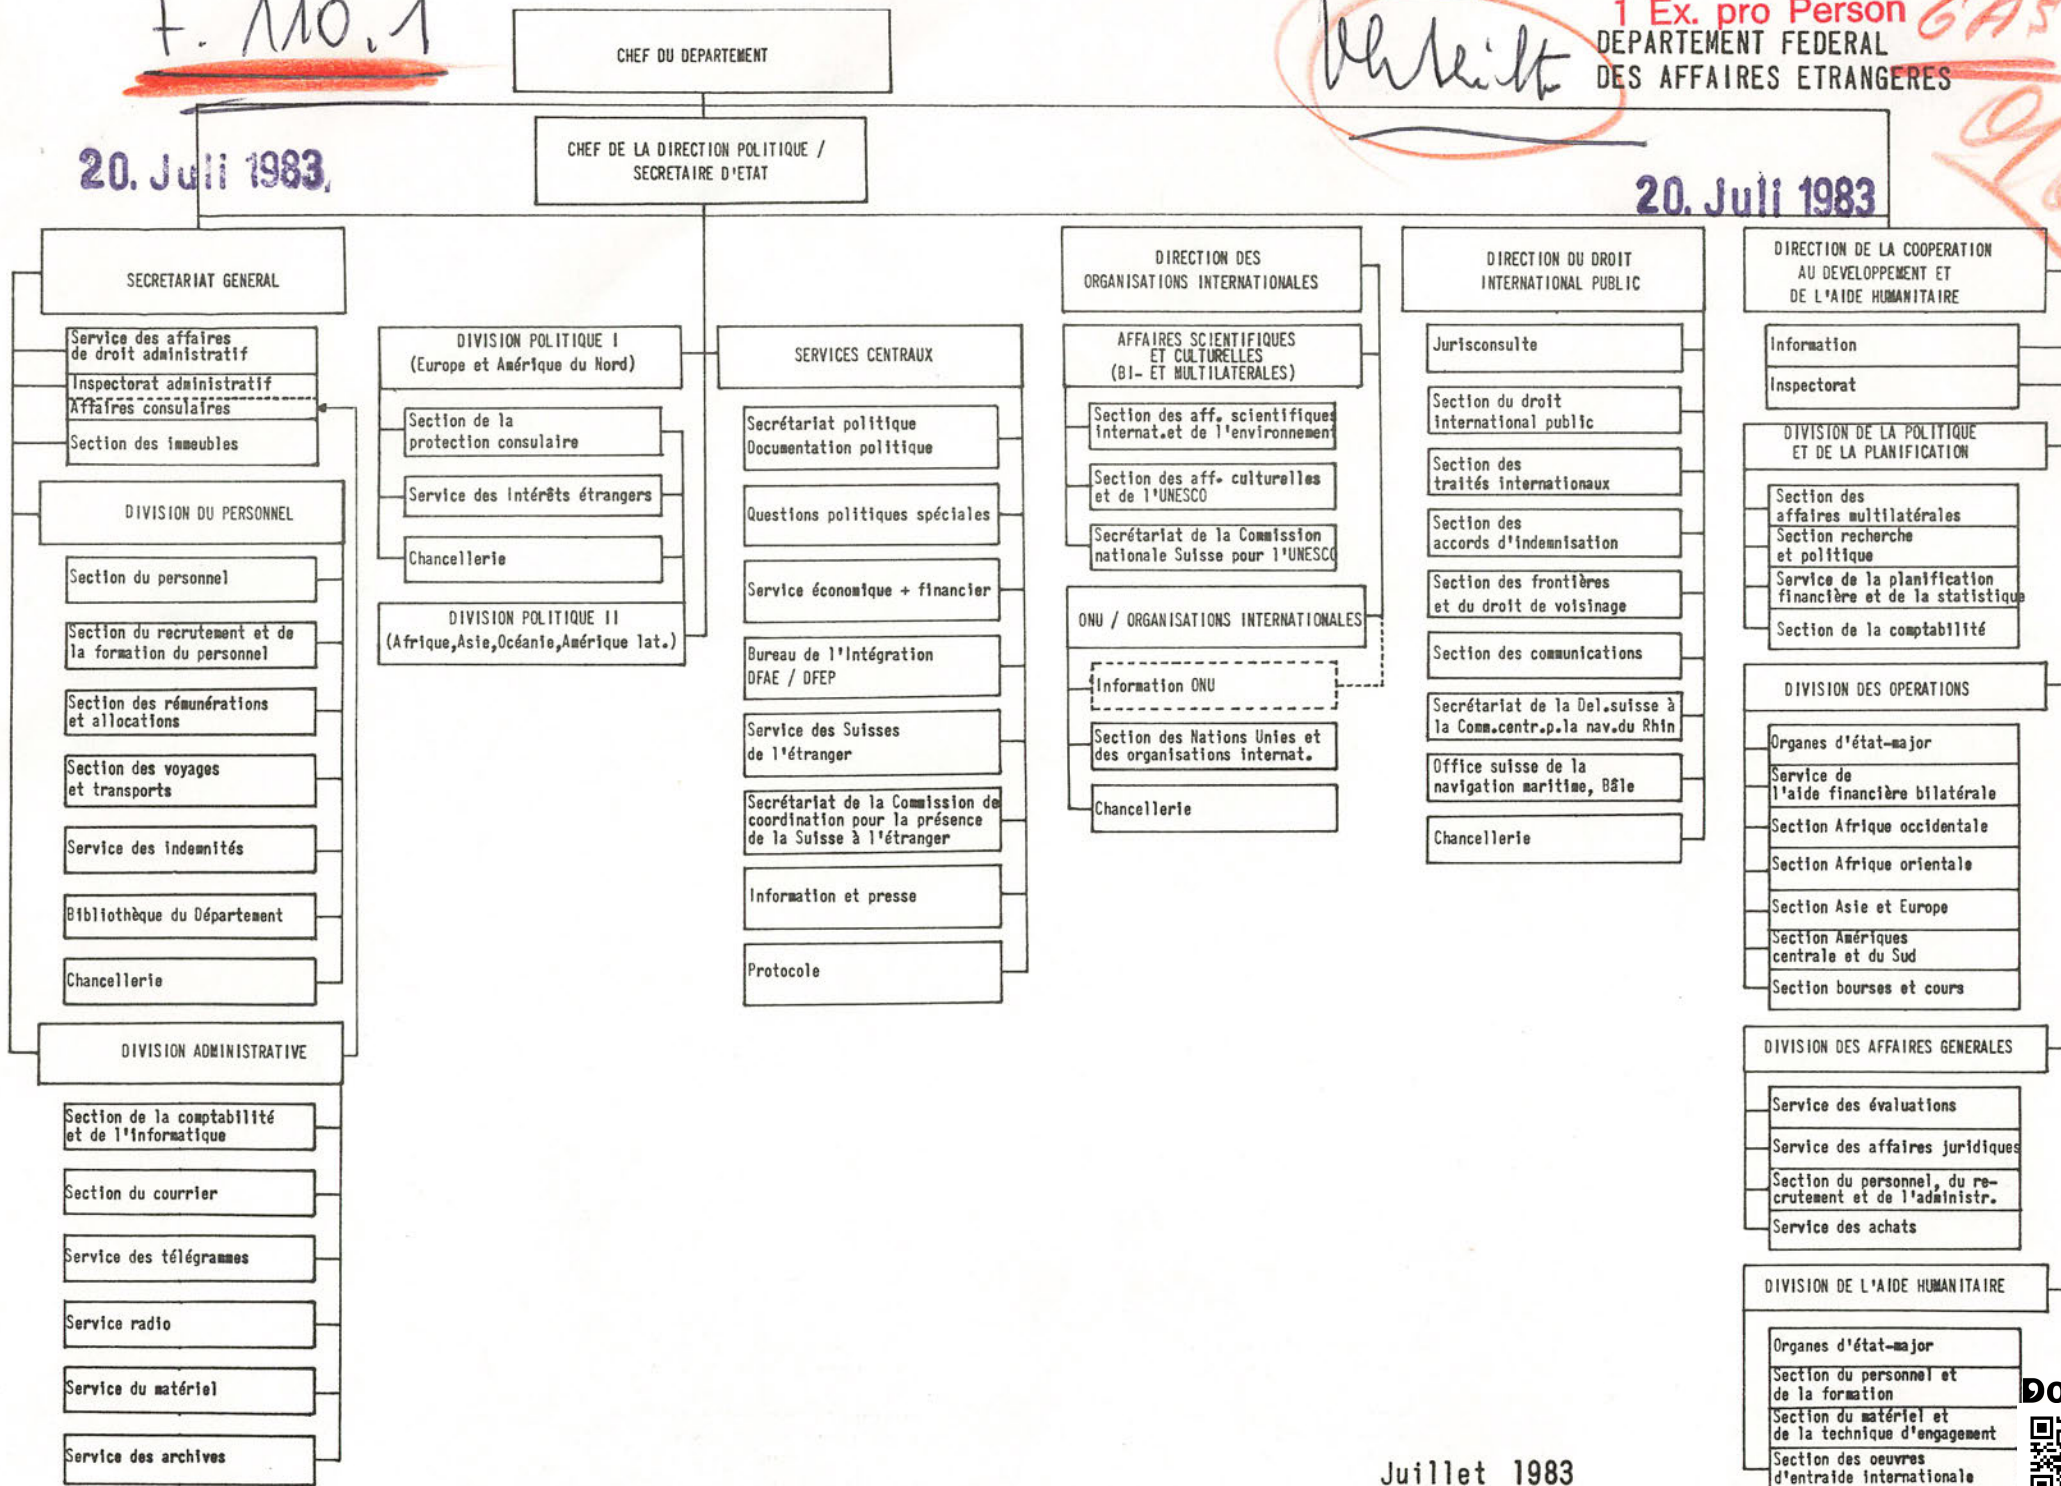 7.110.1
1 Ex. pro Person
DEPARTEMENT FEDERAL
DES AFFAIRES ETRANGERES
20. Juli 1983
20. Juli 1983
CHEF DU DEPARTEMENT
CHEF DE LA DIRECTION POLITIQUE /
SECRETAIRE D'ETAT
SECRETARIAT GENERAL
Service des affaires
de droit administratif
Inspectorat administratif
Affaires consulaires
Section des immeubles
DIVISION DU PERSONNEL
Section du personnel
Section du recrutement et de
la formation du personnel
Section des rémunérations
et allocations
Section des voyages
et transports
Service des indemnités
Bibliothèque du Département
Chancellerie
DIVISION ADMINISTRATIVE
Section de la comptabilité
et de l'informatique
Section du courrier
Service des télégrammes
Service radio
Service du matériel
Service des archives
DIVISION POLITIQUE I
(Europe et Amérique du Nord)
Section de la
protection consulaire
Service des Intérêts étrangers
Chancellerie
DIVISION POLITIQUE II
(Afrique,Asie,Océanie,Amérique lat.)
SERVICES CENTRAUX
Secrétariat politique
Documentation politique
Questions politiques spéciales
Service économique + financier
Bureau de l'Intégration
DFAE / DFEP
Service des Suisses
de l'étranger
Secrétariat de la Commission de
coordination pour la présence
de la Suisse à l'étranger
Information et presse
Protocole
DIRECTION DES
ORGANISATIONS INTERNATIONALES
AFFAIRES SCIENTIFIQUES
ET CULTURELLES
(BI- ET MULTILATERALES)
Section des aff. scientifiques
internat.et de l'environnement
Section des aff. culturelles
et de l'UNESCO
Secrétariat de la Commission
nationale Suisse pour l'UNESCO
ONU / ORGANISATIONS INTERNATIONALES
Information ONU
Section des Nations Unies et
des organisations internat.
Chancellerie
DIRECTION DU DROIT
INTERNATIONAL PUBLIC
Jurisconsulte
Section du droit
international public
Section des
traités internationaux
Section des
accords d'indemnisation
Section des frontières
et du droit de voisinage
Section des communications
Secrétariat de la Del.suisse à
la Comm.centr.p.la nav.du Rhin
Office suisse de la
navigation maritime, Bâle
Chancellerie
DIRECTION DE LA COOPERATION
AU DEVELOPPEMENT ET
DE L'AIDE HUMANITAIRE
Information
Inspectorat
DIVISION DE LA POLITIQUE
ET DE LA PLANIFICATION
Section des
affaires multilatérales
Section recherche
et politique
Service de la planification
financière et de la statistique
Section de la comptabilité
DIVISION DES OPERATIONS
Organes d'état-major
Service de
l'aide financière bilatérale
Section Afrique occidentale
Section Afrique orientale
Section Asie et Europe
Section Amériques
centrale et du Sud
Section bourses et cours
DIVISION DES AFFAIRES GENERALES
Service des évaluations
Service des affaires juridiques
Section du personnel, du re-
crutement et de l'administr.
Service des achats
DIVISION DE L'AIDE HUMANITAIRE
Organes d'état-major
Section du personnel et
de la formation
Section du matériel et
de la technique d'engagement
Section des oeuvres
d'entraide internationale
Juillet 1983